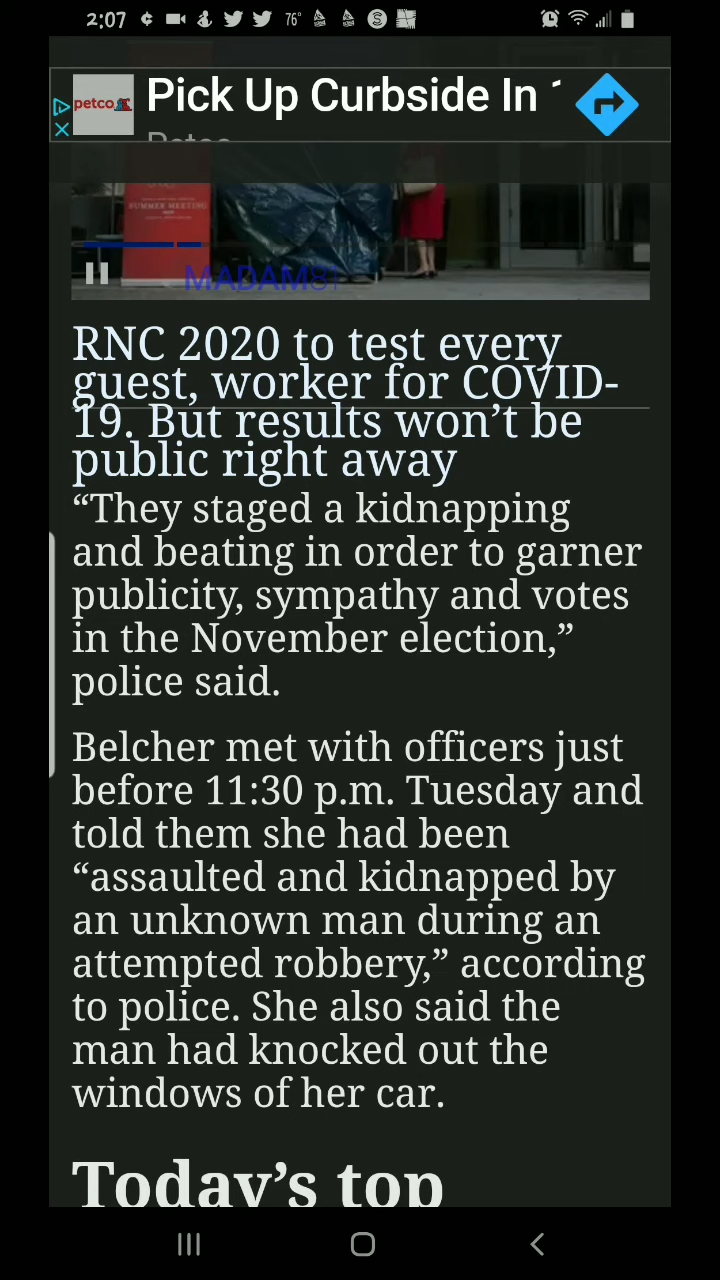 2:07
76°
petco
Pick Up Curbside In
Petco
SUMMER MEETING
MADAM81
RNC 2020 to test every
guest, worker for COVID-
19. But results won’t be
public right away
“They staged a kidnapping
and beating in order to garner
publicity, sympathy and votes
in the November election,”
police said.
Belcher met with officers just
before 11:30 p.m. Tuesday and
told them she had been
“assaulted and kidnapped by
an unknown man during an
attempted robbery,” according
to police. She also said the
man had knocked out the
windows of her car.
Today’s top